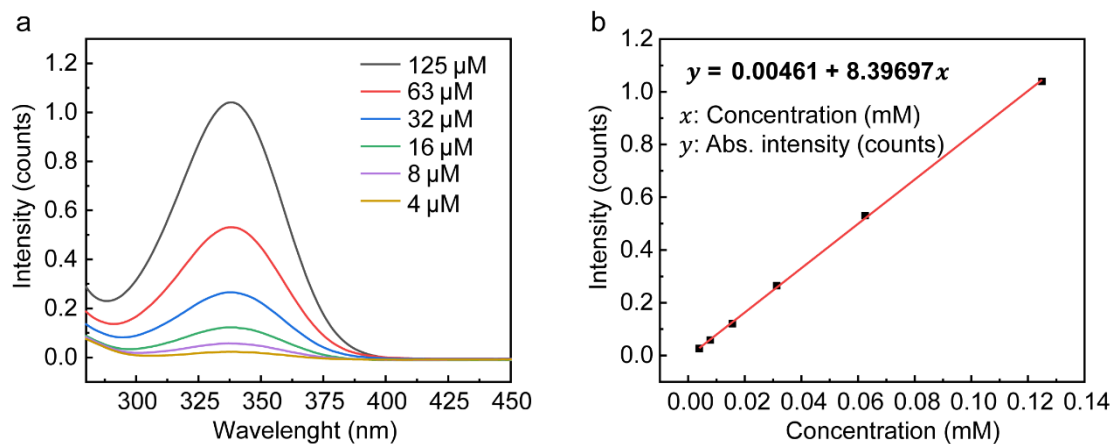 a
1.2
1.0
0.8
0.6
0.4
0.2
0.0
Intensity (counts)
125 µM
63 µM
32 µM
16 µM
8 µM
4 µM
300 325 350 375 400 425 450
Wavelenght (nm)
b
1.2
1.0
0.8
0.6
0.4
0.2
0.0
Intensity (counts)
y = 0.00461 + 8.39697x
x: Concentration (mM)
y: Abs. intensity (counts)
0.00 0.02 0.04 0.06 0.08 0.10 0.12 0.14
Concentration (mM)